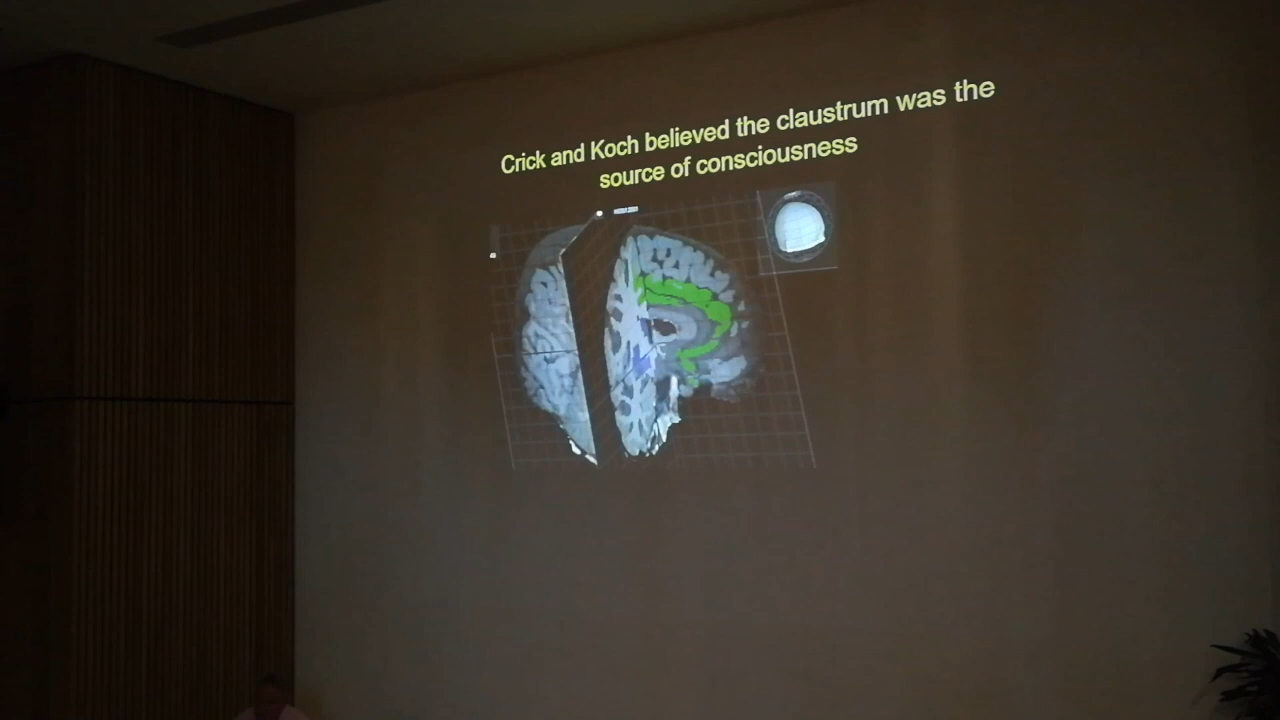 Crick and Koch believed the claustrum was the
source of consciousness